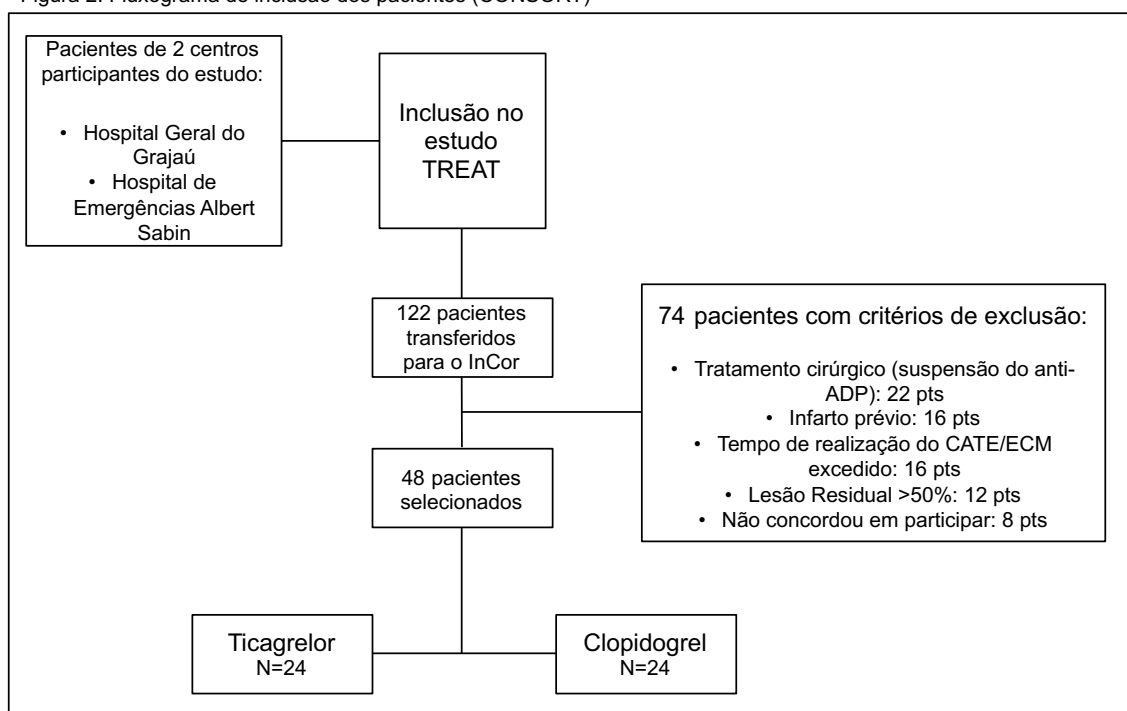 Pacientes de 2 centros
participantes do estudo:
• Hospital Geral do
Grajaú
• Hospital de
Emergências Albert
Sabin
Inclusão no
estudo
TREAT
122 pacientes
transferidos
para o InCor
74 pacientes com critérios de exclusão:
• Tratamento cirúrgico (suspensão do anti-
ADP): 22 pts
• Infarto prévio: 16 pts
• Tempo de realização do CATE/ECM
excedido: 16 pts
• Lesão Residual >50%: 12 pts
• Não concordou em participar: 8 pts
48 pacientes
selecionados
Ticagrelor
N=24
Clopidogrel
N=24